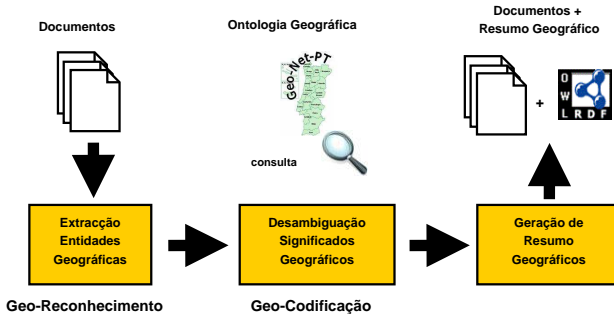 Documentos
Ontologia Geográfica
Documentos +
Resumo Geográfico
Geo-Net-PT
+
OWL
RDF
consulta
Extracção
Entidades
Geográficas
Desambiguação
Significados
Geográficos
Geração de
Resumo
Geográficos
Geo-Reconhecimento
Geo-Codificação